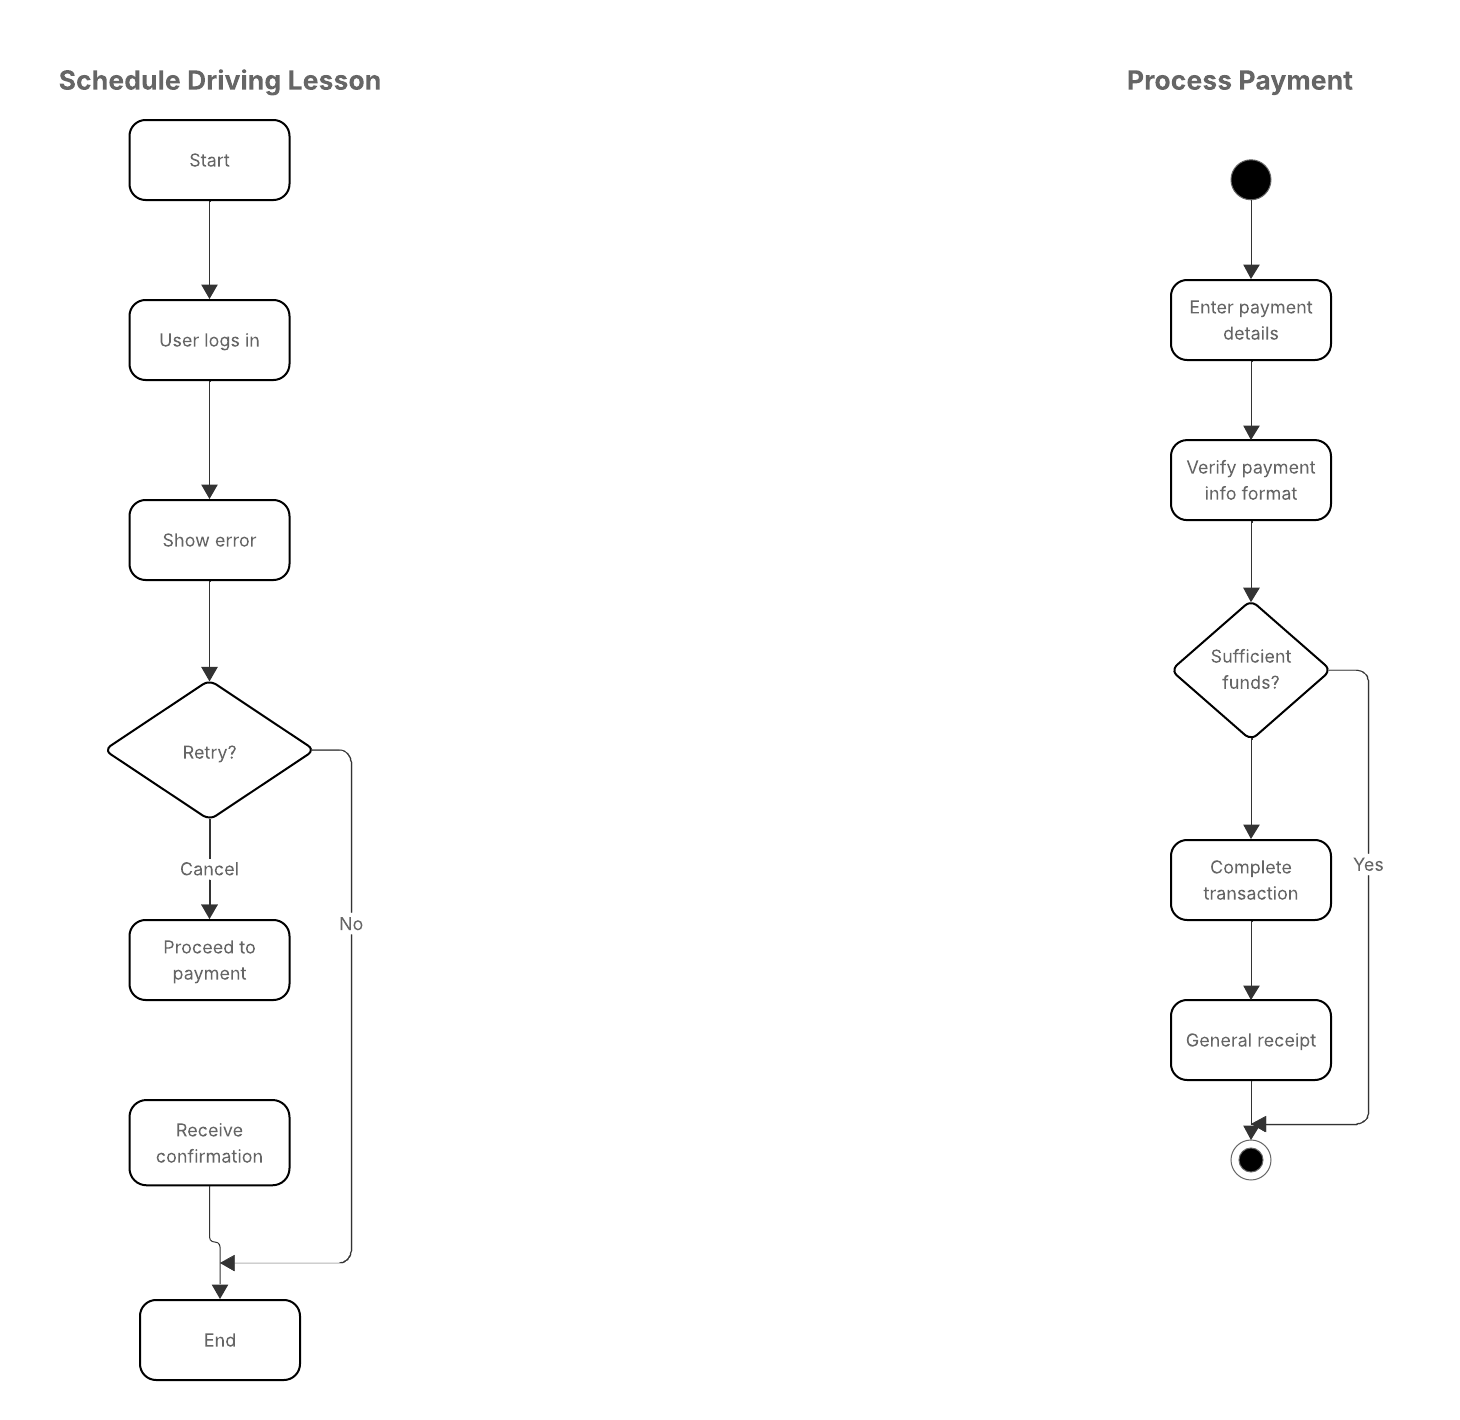 Schedule Driving Lesson
Start
User logs in
Show error
Retry?
Cancel
No
Proceed to
payment
Receive
confirmation
End
Process Payment
Enter payment
details
Verify payment
info format
Sufficient
funds?
Yes
Complete
transaction
General receipt